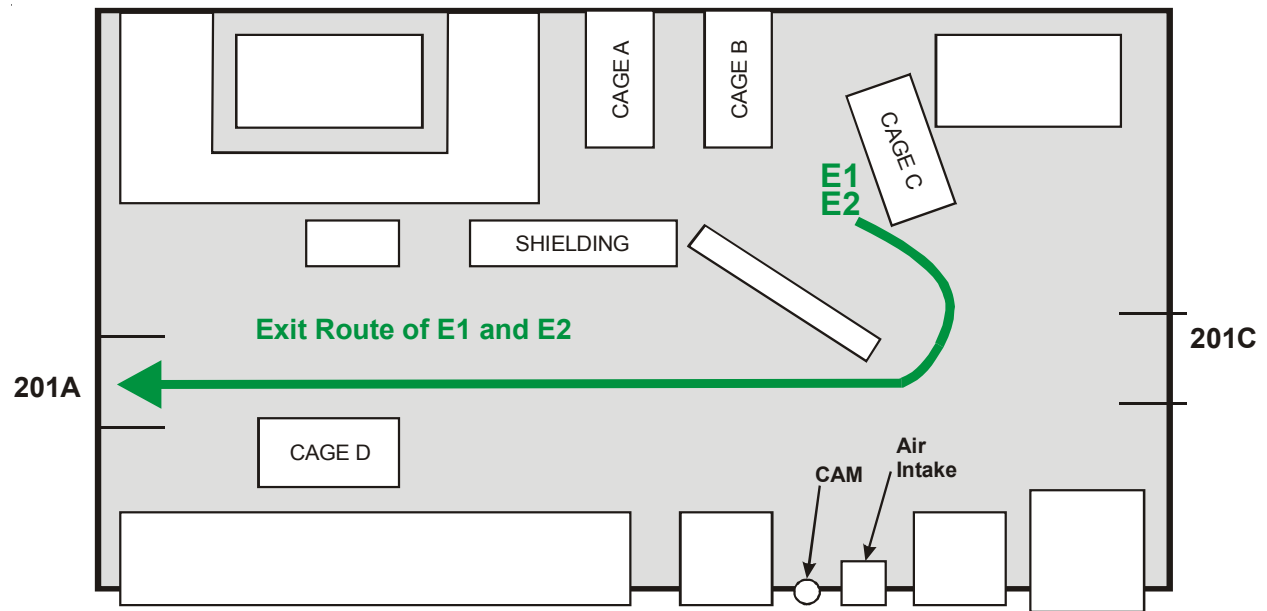 CAGE A
CAGE B
CAGE C
E1
E2
SHIELDING
Exit Route of E1 and E2
201C
201A
CAGE D
Air
Intake
CAM